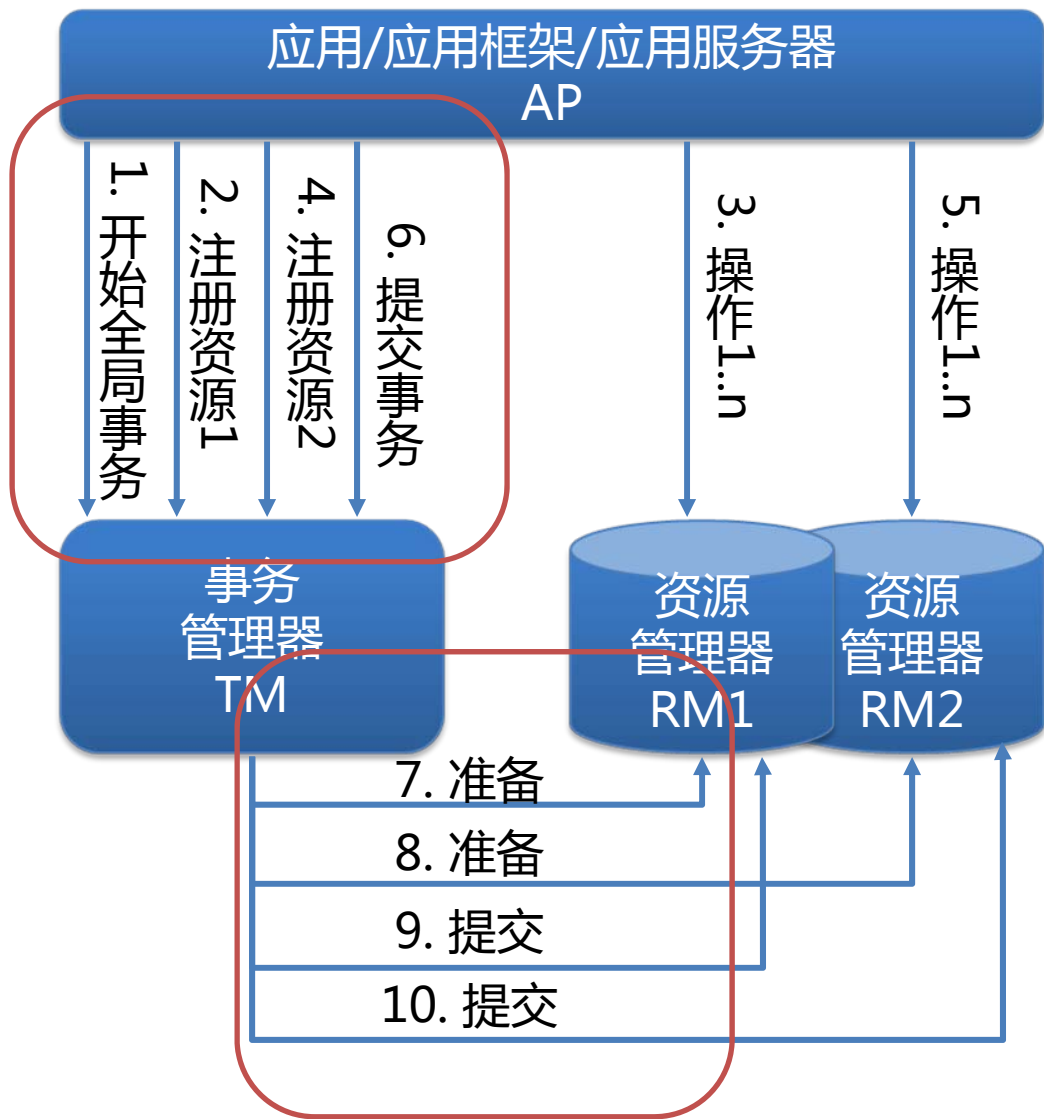 应用/应用框架/应用服务器
AP
1. 开始全局事务
2. 注册资源1
4. 注册资源2
6. 提交事务
3. 操作1..n
5. 操作1..n
事务
管理器
TM
资源
管理器
RM1
资源
管理器
RM2
7. 准备
8. 准备
9. 提交
10. 提交